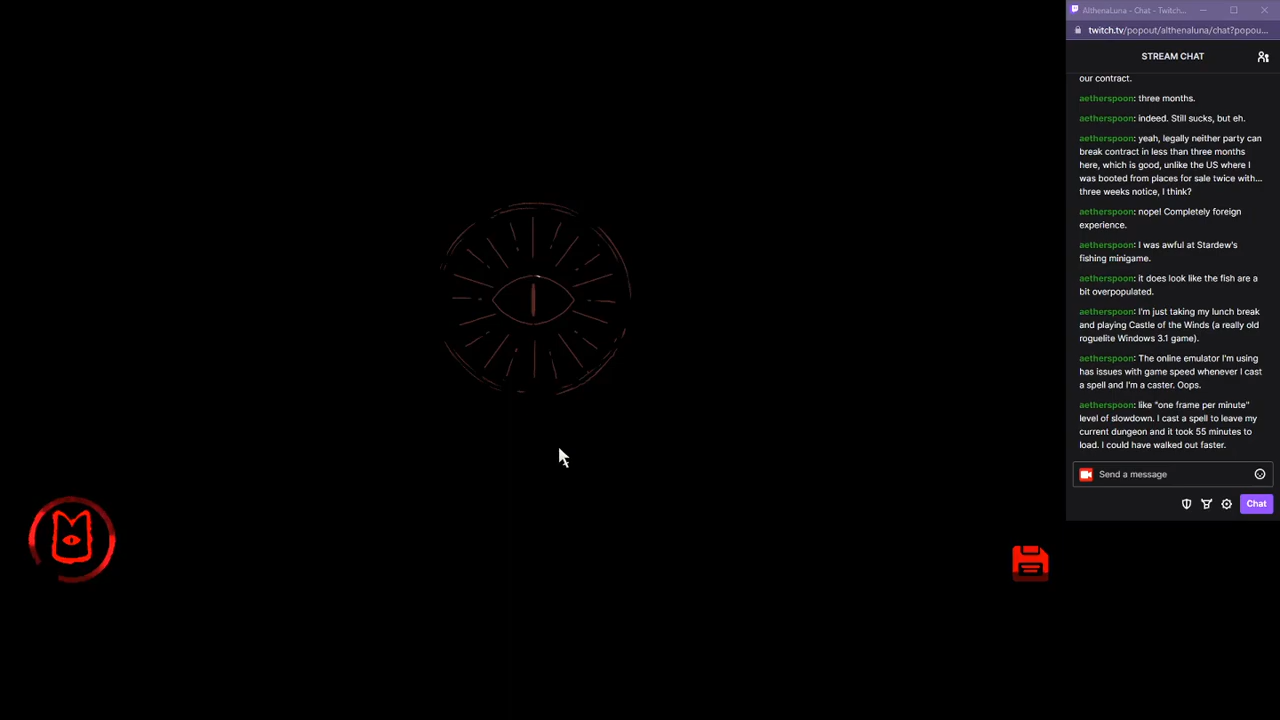 AlthenaLuna - Chat - Twitch...
twitch.tv/popout/althenaluna/chat?popou...
STREAM CHAT
our contract.
aetherspoon: three months.
aetherspoon: indeed. Still sucks, but eh.
aetherspoon: yeah, legally neither party can
break contract in less than three months
here, which is good, unlike the US where I
was booted from places for sale twice with...
three weeks notice, I think?
aetherspoon: nope! Completely foreign
experience.
aetherspoon: I was awful at Stardew's
fishing minigame.
aetherspoon: it does look like the fish are a
bit overpopulated.
aetherspoon: I'm just taking my lunch break
and playing Castle of the Winds (a really old
roguelite Windows 3.1 game).
aetherspoon: The online emulator I'm using
has issues with game speed whenever I cast
a spell and I'm a caster. Oops.
aetherspoon: like "one frame per minute"
level of slowdown. I cast a spell to leave my
current dungeon and it took 55 minutes to
load. I could have walked out faster.
Send a message
Chat